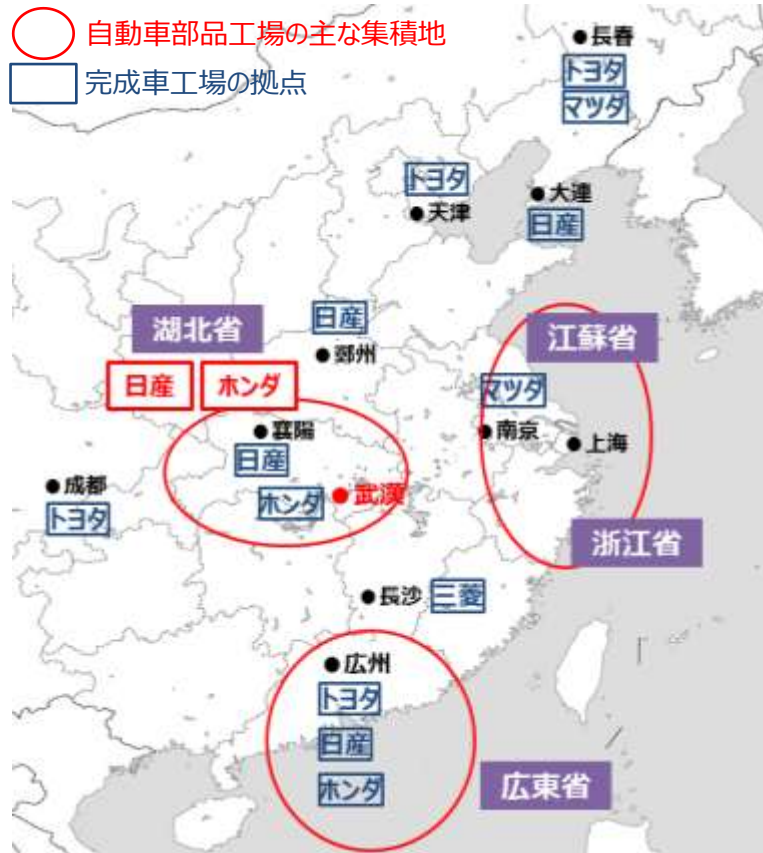 自動車部品工場の主な集積地
完成車工場の拠点
●長春
トヨタ
マツダ
トヨタ
●天津
●大連
日産
湖北省
日産
ホンダ
日産
●鄭州
江蘇省
マツダ
●南京
●上海
●襄陽
日産
ホンダ
●武漢
●成都
トヨタ
浙江省
●長沙
三菱
●広州
トヨタ
日産
ホンダ
広東省